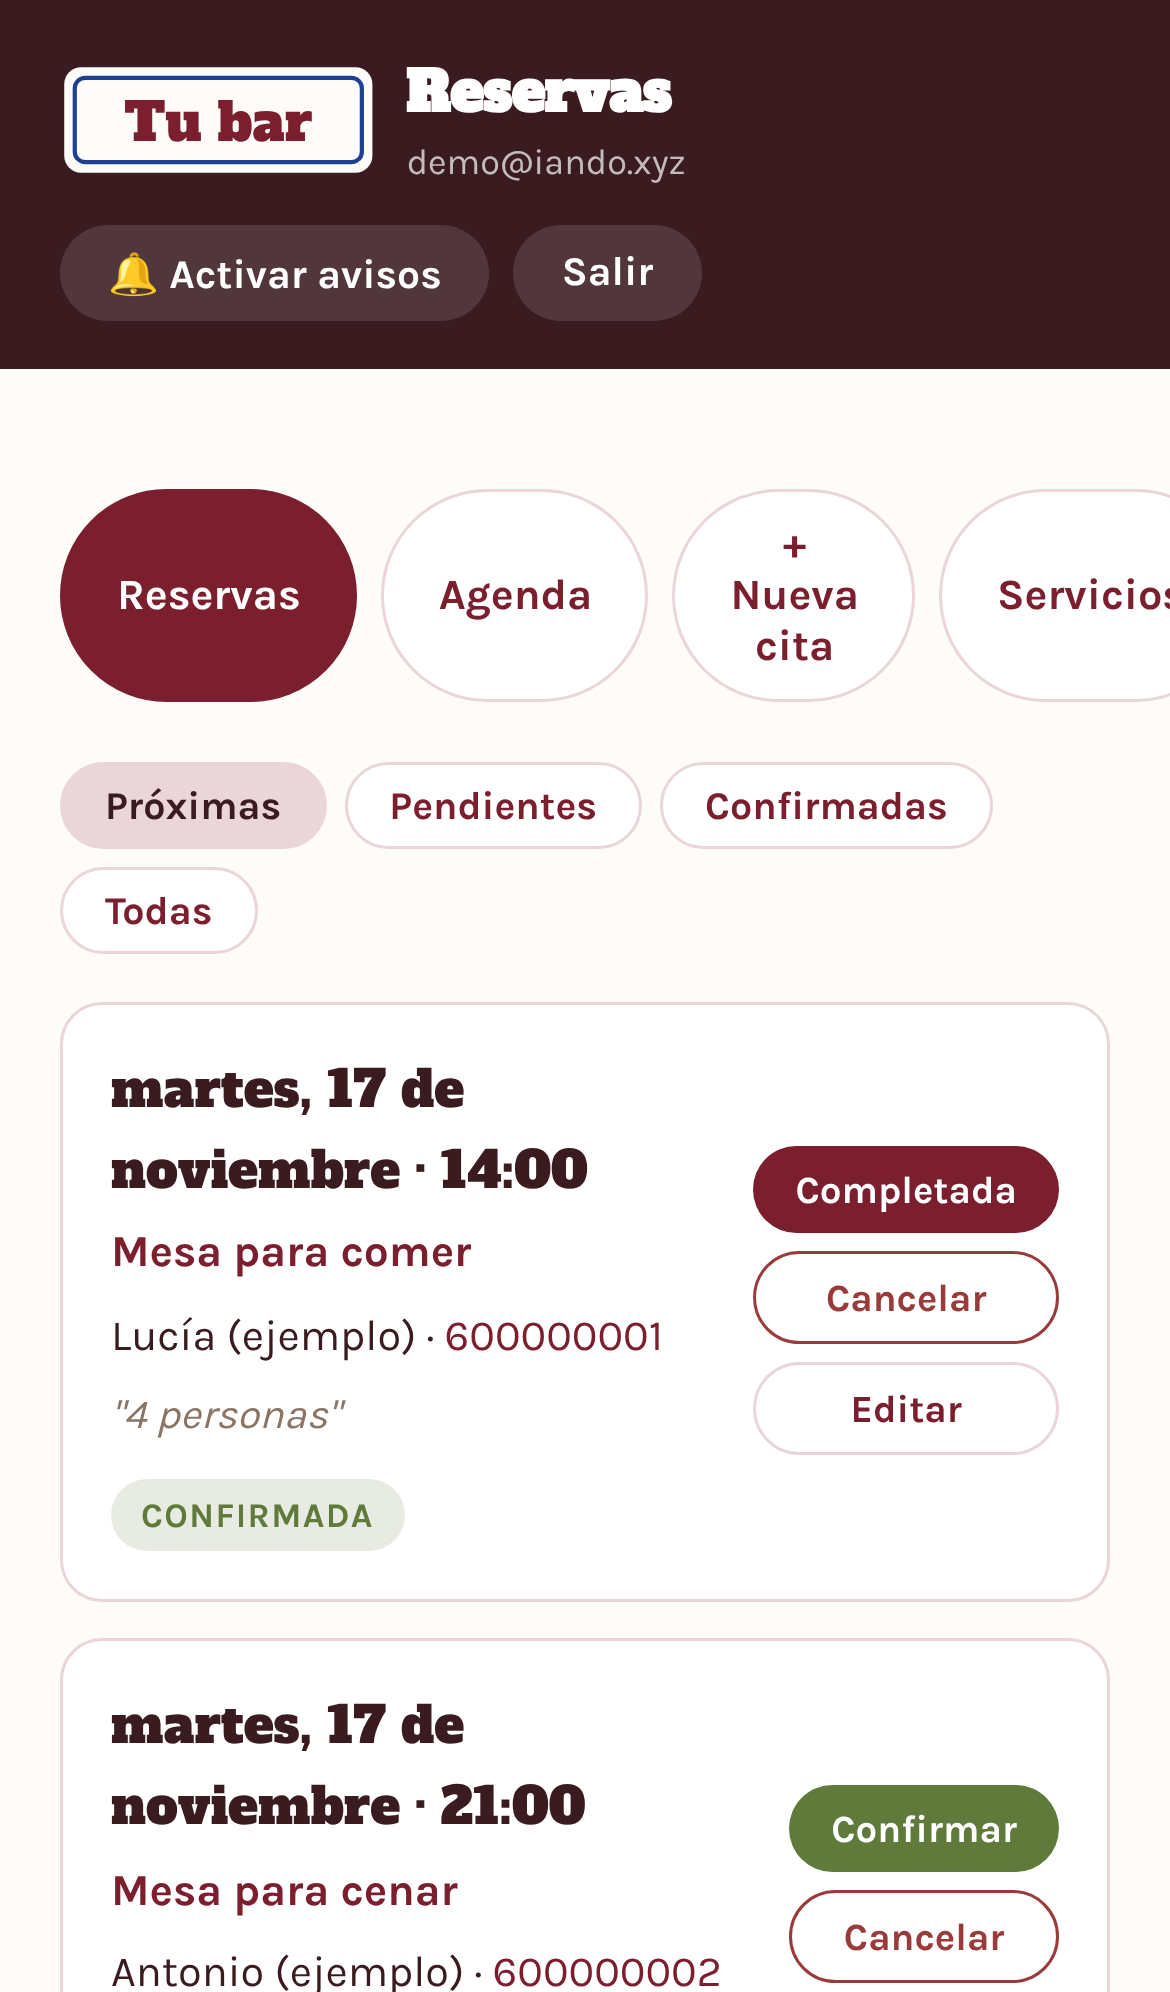 Tu bar
Reservas
demo@iando.xyz
🔔 Activar avisos
Salir
Reservas
Agenda
+
Nueva
cita
Servicios
Próximas
Pendientes
Confirmadas
Todas
martes, 17 de
noviembre · 14:00
Mesa para comer
Lucía (ejemplo) · 600000001
"4 personas"
CONFIRMADA
Completada
Cancelar
Editar
martes, 17 de
noviembre · 21:00
Mesa para cenar
Antonio (ejemplo) · 600000002
Confirmar
Cancelar